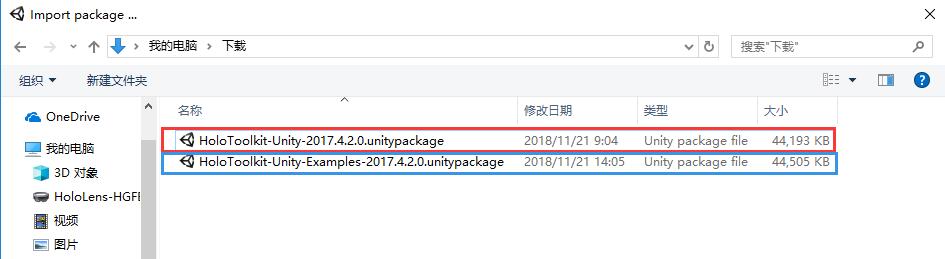 Import package ...
我的电脑 > 下载
搜索"下载"
组织 新建文件夹
名称 修改日期 类型 大小
OneDrive
我的电脑
3D 对象
HoloLens-HGFE
视频
图片
HoloToolkit-Unity-2017.4.2.0.unitypackage 2018/11/21 9:04 Unity package file 44,193 KB
HoloToolkit-Unity-Examples-2017.4.2.0.unitypackage 2018/11/21 14:05 Unity package file 44,505 KB